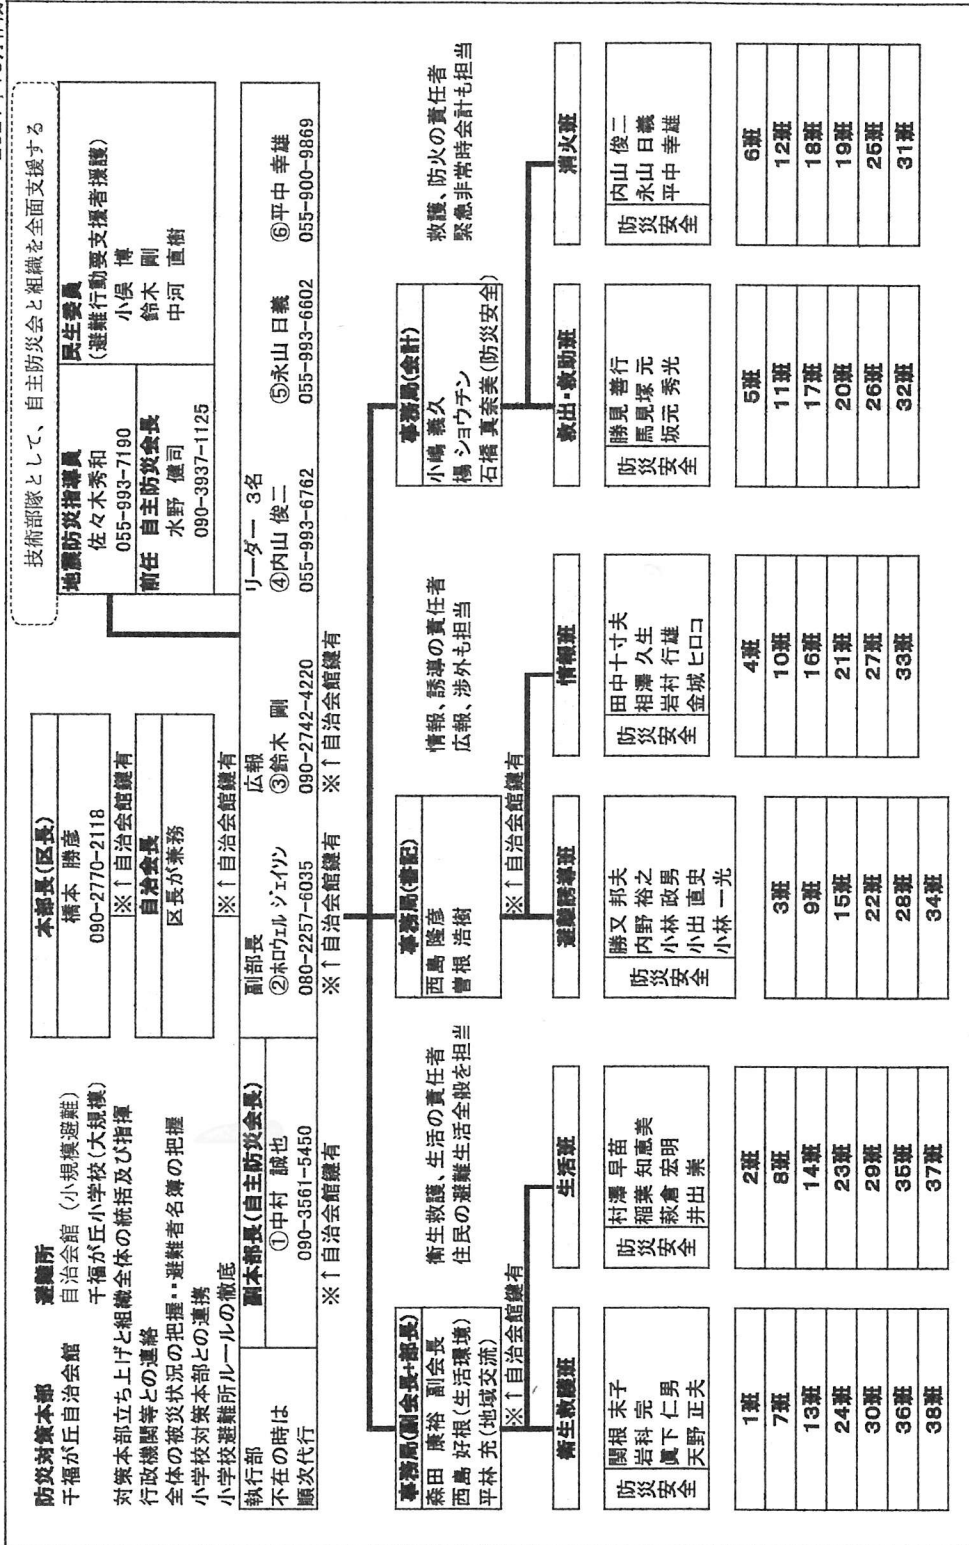 防災対策本部
千福が丘自治会館
避難所
自治会館（小規模避難）
千福が丘小学校(大規模)
対策本部立ち上げと組織全体の統括及び指揮
行政機関等との連絡
全体の被災状況の把握‥避難者名簿の把握
小学校対策本部との連携
小学校避難所ルールの徹底
本部長(区長)
橋本 勝彦
090-2770-2118
※↑自治会館鍵有
自治会長
区長が兼務
※↑自治会館鍵有
技術部隊として、自主防災会と組織を全面支援する
地震防災指導員
佐々木秀和
055-993-7190
前任 自主防災会長
水野 健司
090-3937-1125
民生委員
(避難行動要支援者援護)
小俣 博
鈴木 剛
中河 直樹
執行部
不在の時は
順次代行
副本部長(自主防災会長)
①中村 誠也
090-3561-5450
※↑自治会館鍵有
副部長
②ホロウェル ジェイソン
080-2257-6035
※↑自治会館鍵有
広報
③鈴木 剛
090-2742-4220
※↑自治会館鍵有
リーダー 3名
④内山 俊二
055-993-6762
⑤永山 日義
055-993-6602
⑥平中 幸雄
055-900-9869
事務局(副会長+部長)
森田 康裕 副会長
西島 好根(生活環境)
平林 充(地域交流)
※↑自治会館鍵有
衛生救護、生活の責任者
住民の避難生活全般を担当
事務局(書記)
西島 隆彦
曽根 浩樹
※↑自治会館鍵有
情報、誘導の責任者
広報、渉外も担当
事務局(会計)
小嶋 義久
楊 ショウチン
石橋 真奈美(防災安全)
救護、防火の責任者
緊急非常時会計も担当
衛生救護班
防災安全
関根 末子
岩科 完
眞下 仁男
天野 正夫
1班
7班
13班
24班
30班
36班
38班
生活班
防災安全
村澤 早苗
稲葉 知恵美
萩倉 宏明
井出 崇
2班
8班
14班
23班
29班
35班
37班
避難誘導班
防災安全
勝又 邦夫
内野 裕之
小林 政男
小出 直史
小林 一光
3班
9班
15班
22班
28班
34班
情報班
防災安全
田中十寸夫
相澤 久生
岩村 行雄
金城 ヒロコ
4班
10班
16班
21班
27班
33班
救出・救助班
防災安全
勝見 善行
馬見塚 元
坂元 秀光
5班
11班
17班
20班
26班
32班
消火班
防災安全
内山 俊二
永山 日義
平中 幸雄
6班
12班
18班
19班
25班
31班